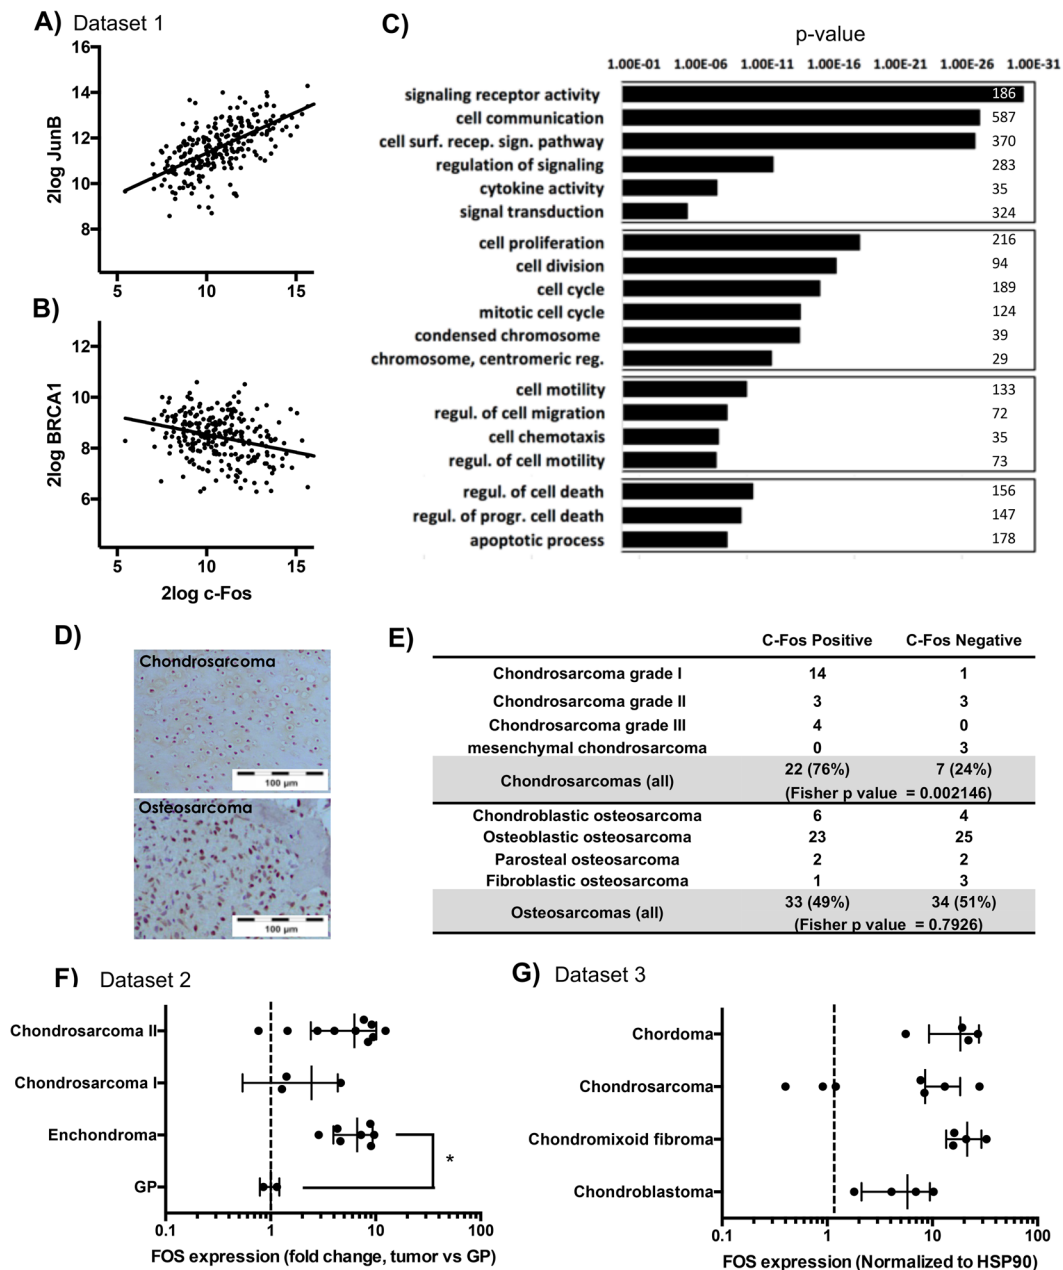 A) Dataset 1
2log JunB
16
14
12
10
8
5 10 15
B)
2log BRCA1
12
10
8
6
5 10 15
2log c-Fos
C)
p-value
1.00E-01 1.00E-06 1.00E-11 1.00E-16 1.00E-21 1.00E-26 1.00E-31
signaling receptor activity 186
cell communication 587
cell surf. recep. sign. pathway 370
regulation of signaling 283
cytokine activity 35
signal transduction 324
cell proliferation 216
cell division 94
cell cycle 189
mitotic cell cycle 124
condensed chromosome 39
chromosome, centromeric reg. 29
cell motility 133
regul. of cell migration 72
cell chemotaxis 35
regul. of cell motility 73
regul. of cell death 156
regul. of progr. cell death 147
apoptotic process 178
D)
Chondrosarcoma
100 µm
Osteosarcoma
100 µm
E)
C-Fos Positive C-Fos Negative
Chondrosarcoma grade I 14 1
Chondrosarcoma grade II 3 3
Chondrosarcoma grade III 4 0
mesenchymal chondrosarcoma 0 3
Chondrosarcomas (all) 22 (76%) 7 (24%)
(Fisher p value = 0.002146)
Chondroblastic osteosarcoma 6 4
Osteoblastic osteosarcoma 23 25
Parosteal osteosarcoma 2 2
Fibroblastic osteosarcoma 1 3
Osteosarcomas (all) 33 (49%) 34 (51%)
(Fisher p value = 0.7926)
F) Dataset 2
Chondrosarcoma II
Chondrosarcoma I
Enchondroma
GP
*
0.1 1 10 100
FOS expression (fold change, tumor vs GP)
G) Dataset 3
Chordoma
Chondrosarcoma
Chondromixoid fibroma
Chondroblastoma
0.1 1 10 100
FOS expression (Normalized to HSP90)